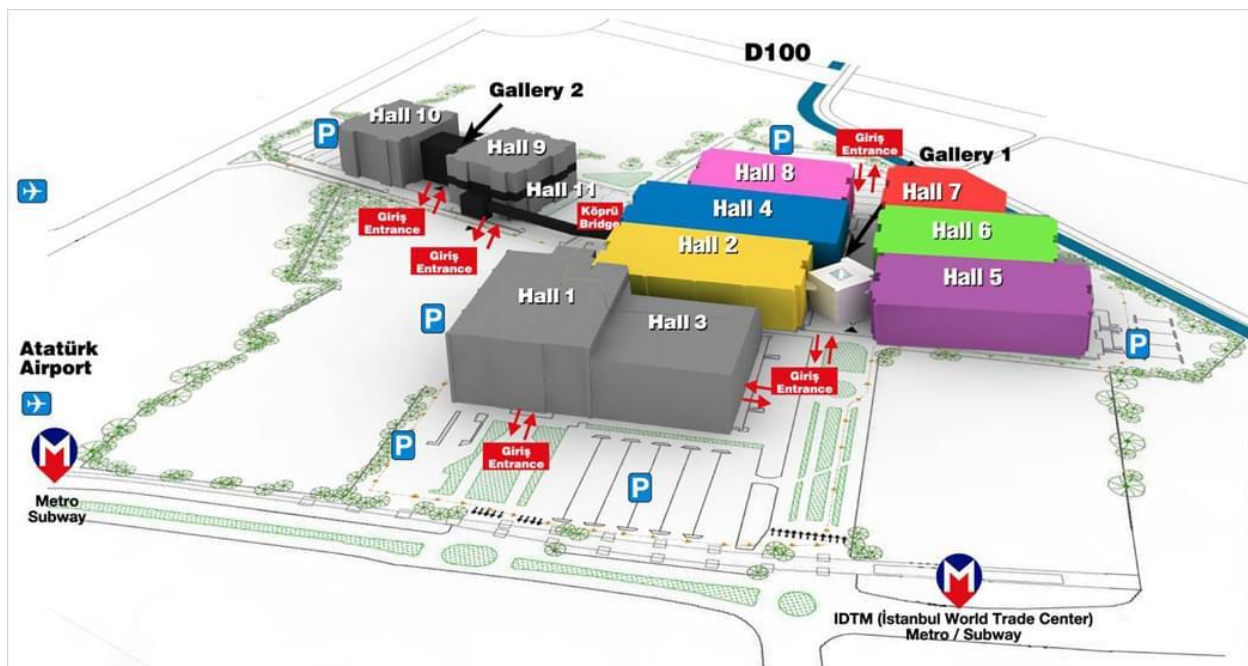 D100
Gallery 2
Hall 10
P
P
Giriş
Entrance
Gallery 1
Hall 9
Hall 8
Hall 7
Hall 11
Giriş
Entrance
Köprü
Bridge
Hall 4
Hall 6
Giriş
Entrance
Hall 2
Hall 5
Hall 1
P
Hall 3
P
Atatürk
Airport
Giriş
Entrance
M
P
Giriş
Entrance
P
Metro
Subway
M
IDTM (İstanbul World Trade Center)
Metro / Subway